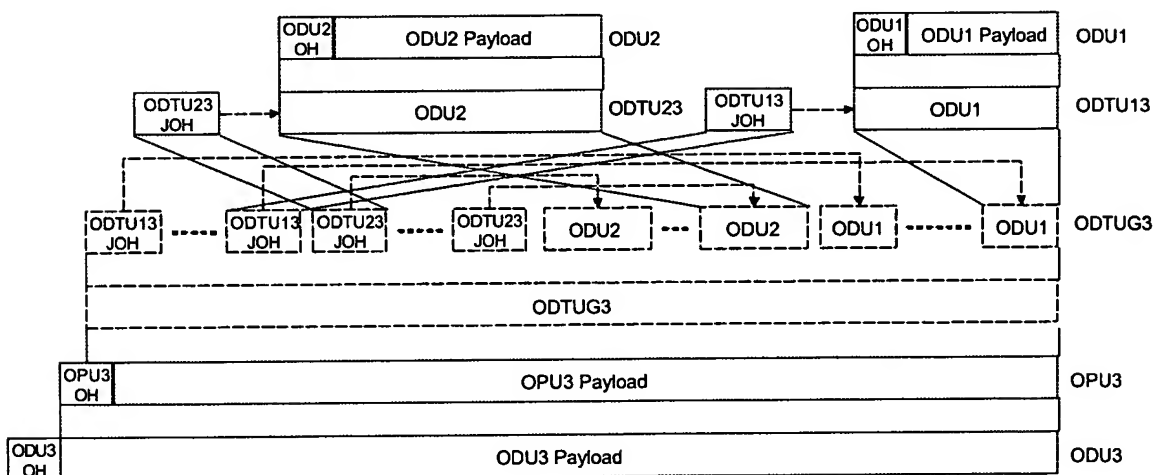 ODU2
OH
ODU2 Payload
ODU2
ODU1
OH
ODU1 Payload
ODU1
ODTU23
JOH
ODU2
ODTU23
ODTU13
JOH
ODU1
ODTU13
ODTU13
JOH
ODTU13
JOH
ODTU23
JOH
ODTU23
JOH
ODU2
ODU2
ODU1
ODU1
ODTUG3
ODTUG3
OPU3
OH
OPU3 Payload
OPU3
ODU3
OH
ODU3 Payload
ODU3